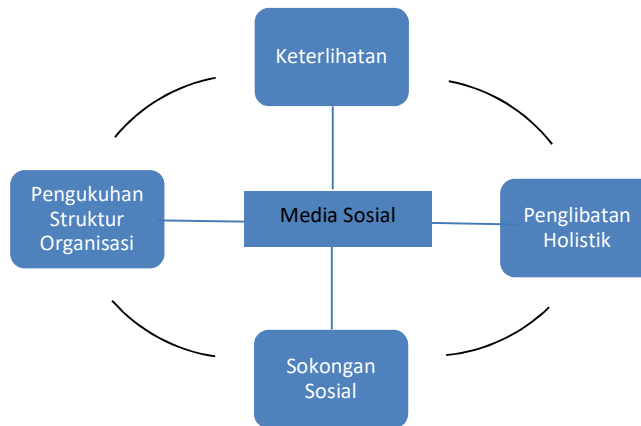 Keterlihatan
Pengukuhan
Struktur
Organisasi
Media Sosial
Penglibatan
Holistik
Sokongan
Sosial